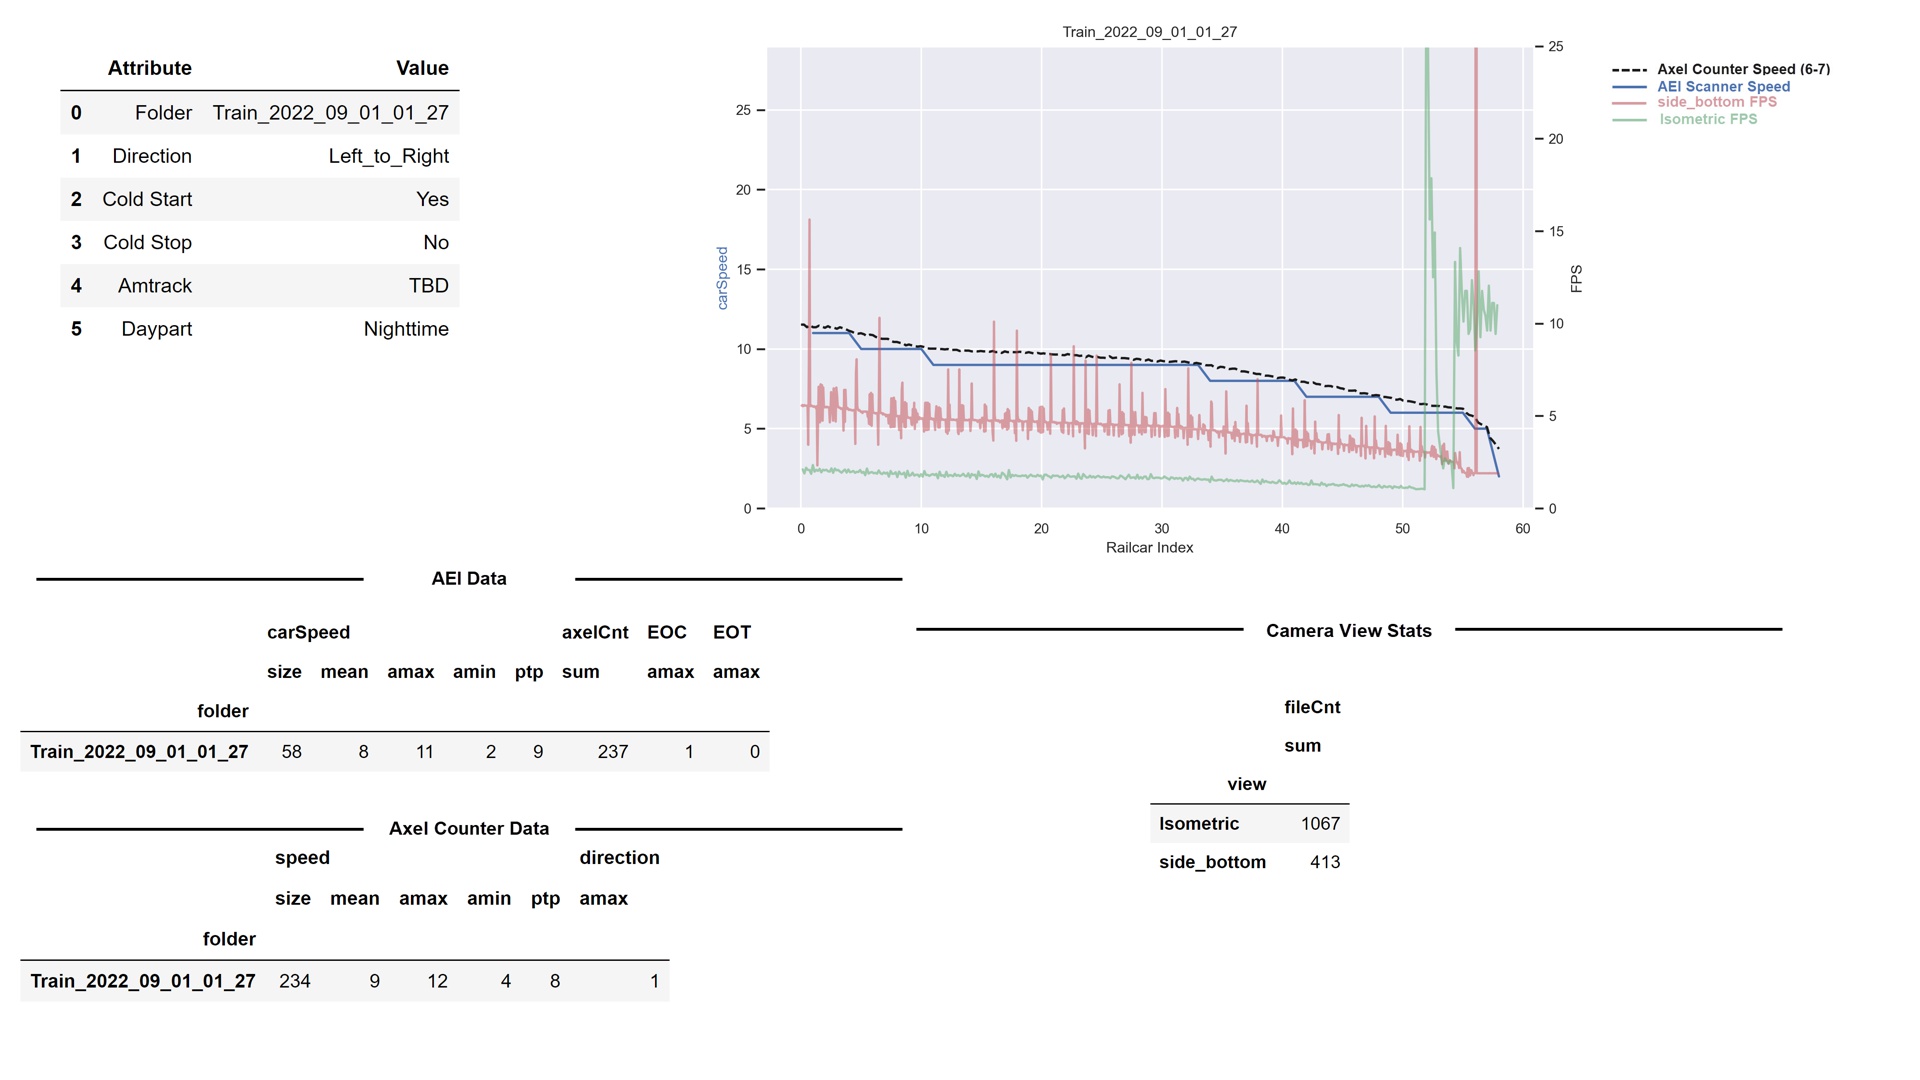 Attribute Value
0 Folder Train_2022_09_01_01_27
1 Direction Left_to_Right
2 Cold Start Yes
3 Cold Stop No
4 Amtrack TBD
5 Daypart Nighttime
Train_2022_09_01_01_27
25
20
15
10
5
0
carSpeed
25
20
15
10
5
0
FPS
0 10 20 30 40 50 60
Railcar Index
Axel Counter Speed (6-7)
AEI Scanner Speed
side_bottom FPS
Isometric FPS
AEI Data
carSpeed axelCnt EOC EOT
size mean amax amin ptp sum amax amax
folder
Train_2022_09_01_01_27 58 8 11 2 9 237 1 0
Axel Counter Data
speed direction
size mean amax amin ptp amax
folder
Train_2022_09_01_01_27 234 9 12 4 8 1
Camera View Stats
fileCnt
sum
view
Isometric 1067
side_bottom 413